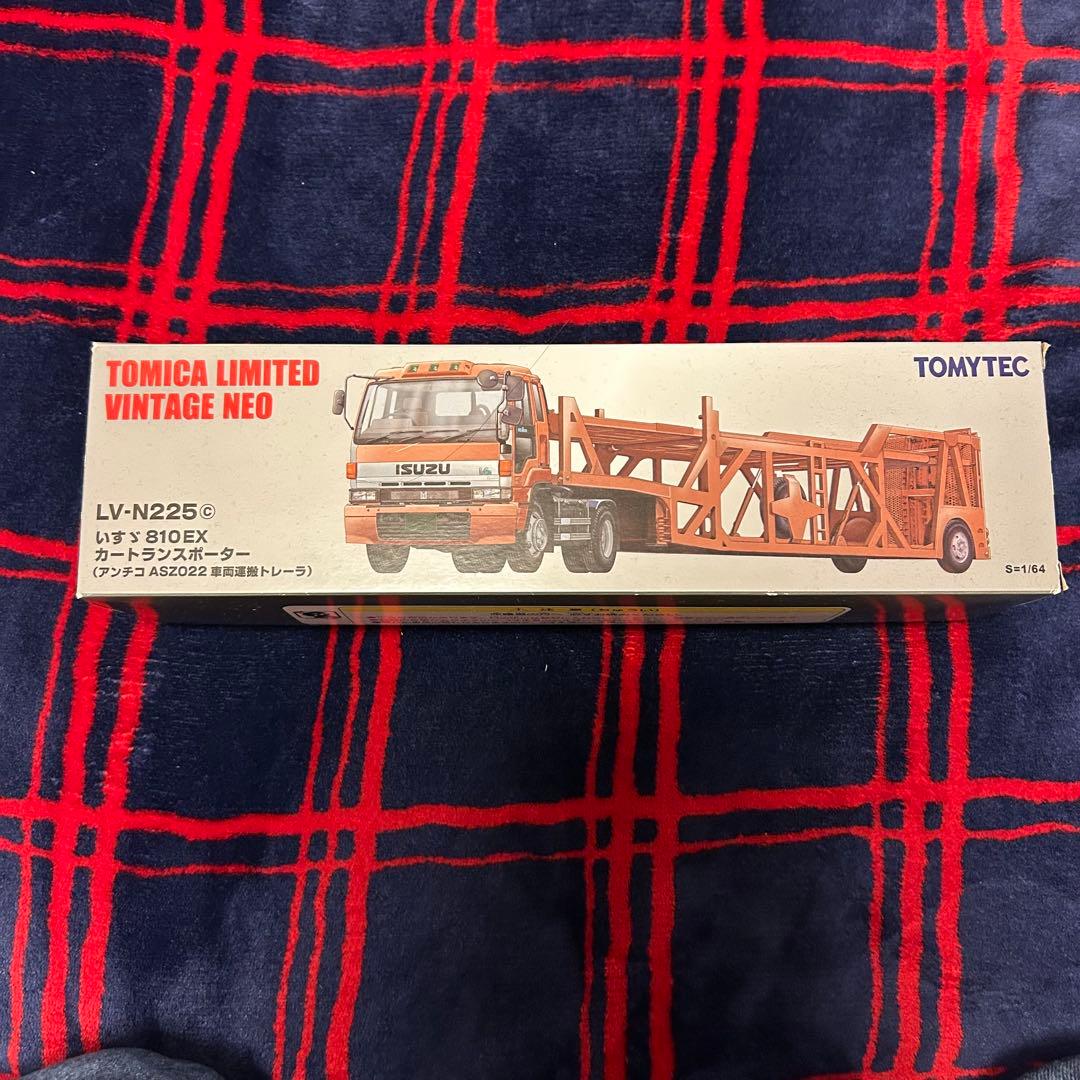 TOMICA LIMITED
VINTAGE NEO
TOMYTEC
ISUZU
LV-N225ⓒ
いすゞ810EX
カートランスポーター
(アンチコ ASZ022 車両運搬トレーラ)
S=1/64